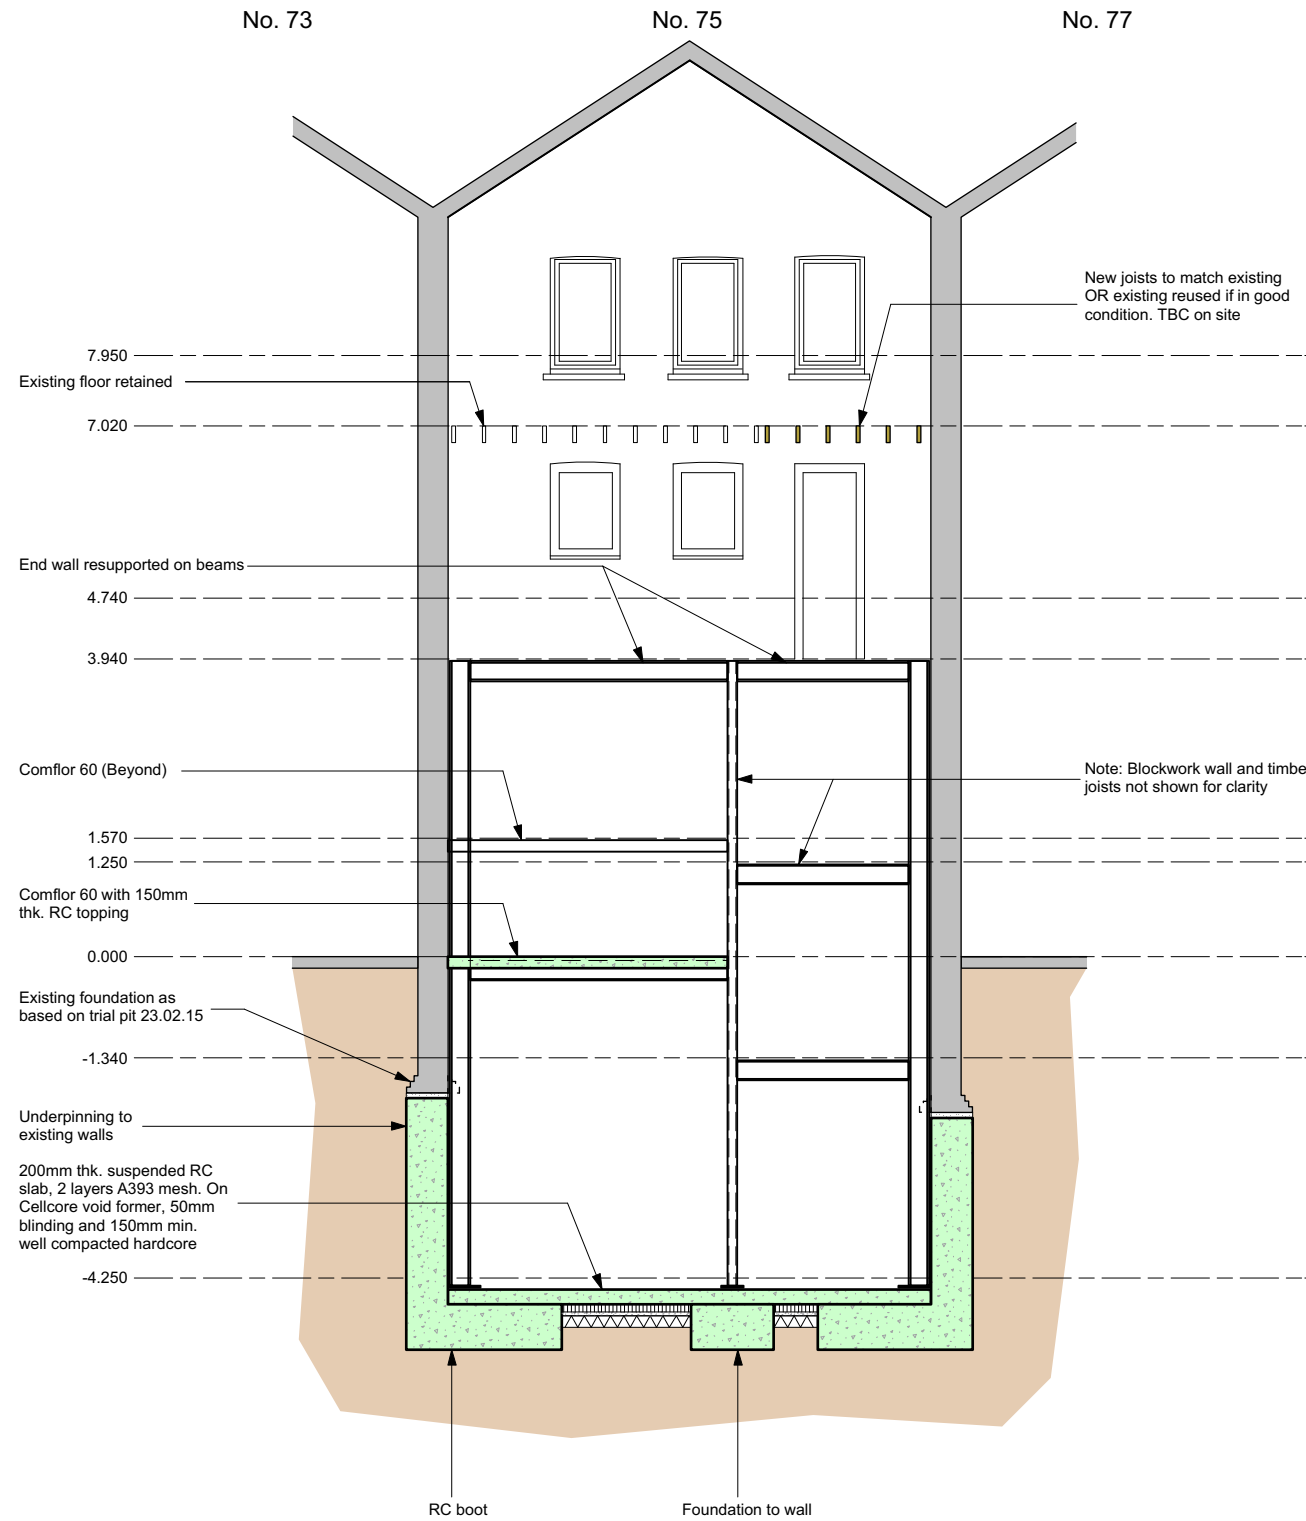 No. 73
No. 75
No. 77
New joists to match existing
OR existing reused if in good
condition. TBC on site
7.950
Existing floor retained
7.020
End wall resupported on beams
4.740
3.940
Comflor 60 (Beyond)
Note: Blockwork wall and timbe
joists not shown for clarity
1.570
1.250
Comflor 60 with 150mm
thk. RC topping
0.000
Existing foundation as
based on trial pit 23.02.15
-1.340
Underpinning to
existing walls
200mm thk. suspended RC
slab, 2 layers A393 mesh. On
Cellcore void former, 50mm
blinding and 150mm min.
well compacted hardcore
-4.250
RC boot
Foundation to wall